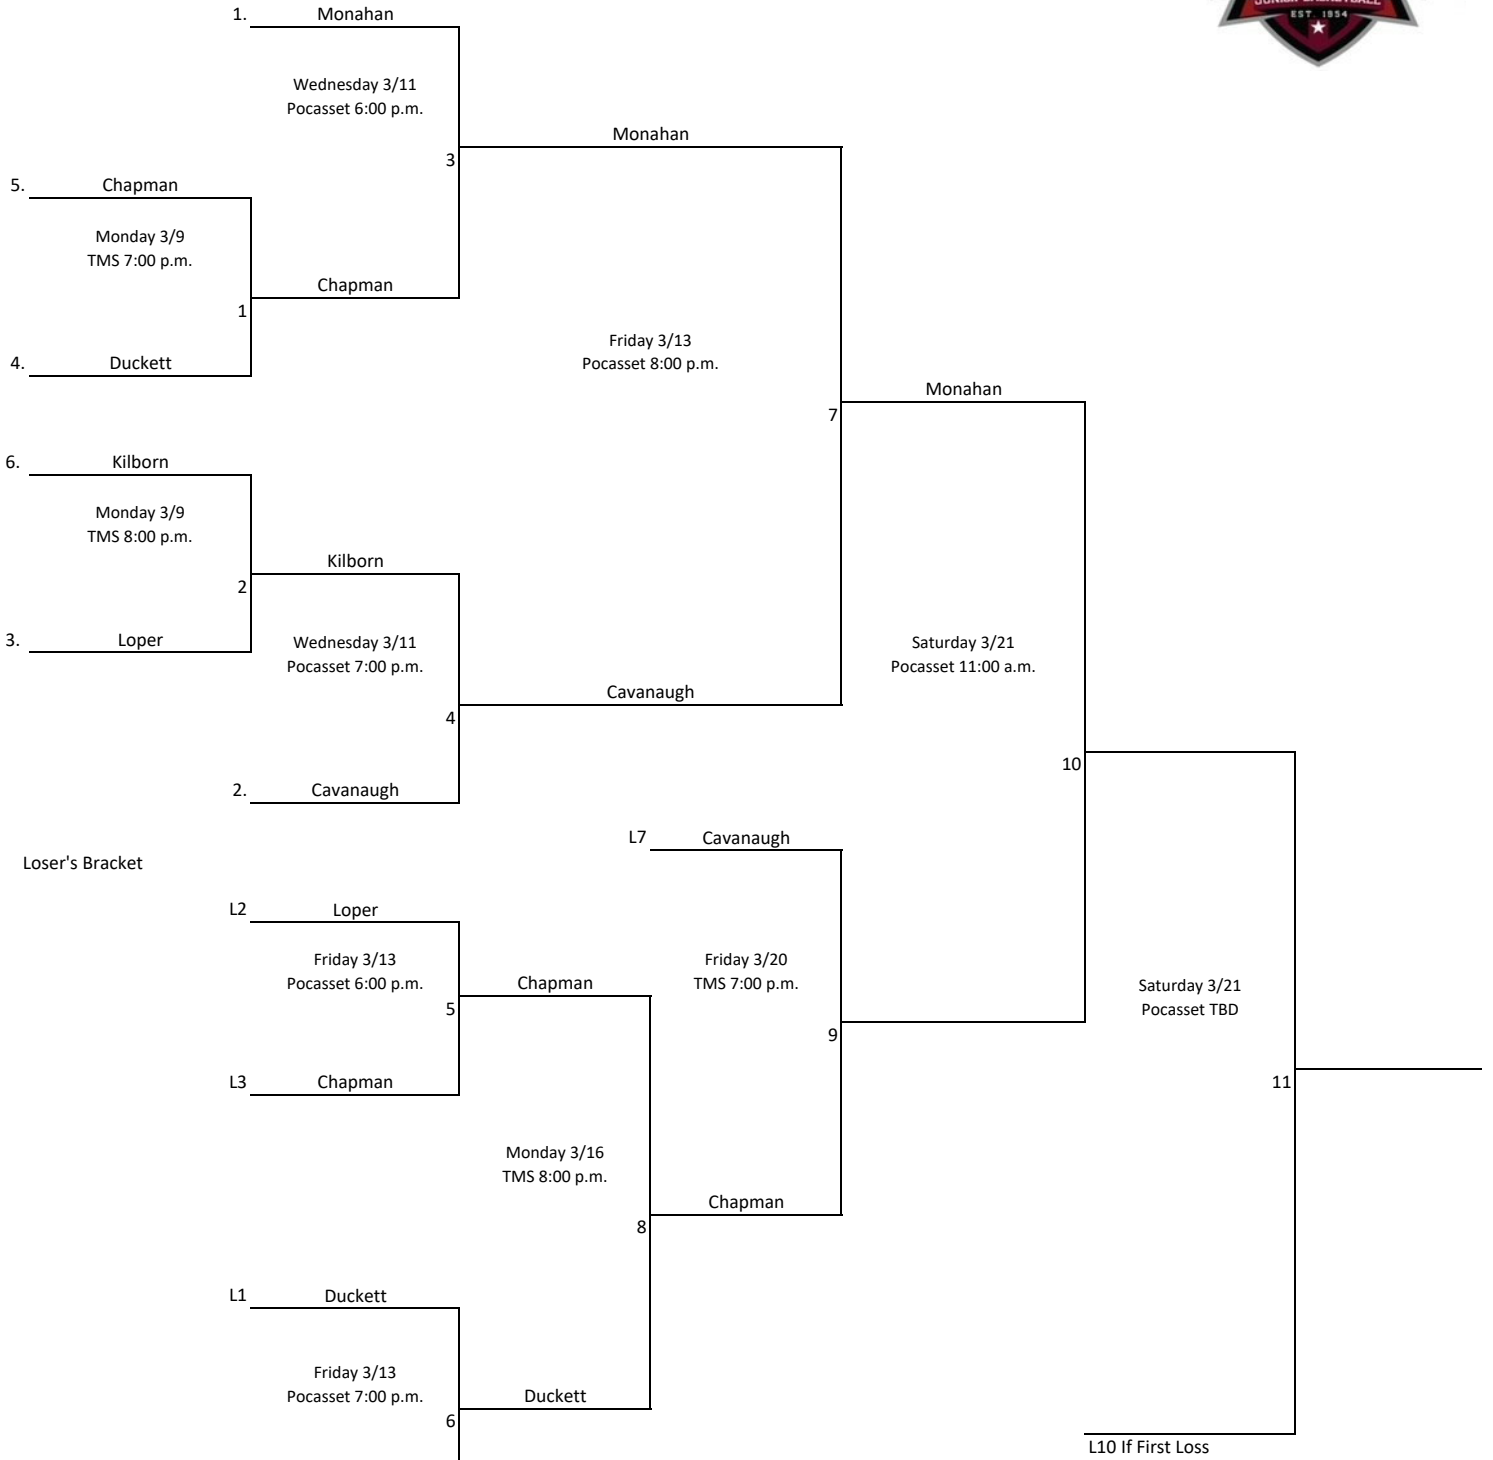 JUNIOR BASKETBALL
EST. 1954
1. Monahan
Wednesday 3/11
Pocasset 6:00 p.m.
Monahan
3
5. Chapman
Monday 3/9
TMS 7:00 p.m.
Chapman
1
Friday 3/13
Pocasset 8:00 p.m.
4. Duckett
Monahan
7
6. Kilborn
Monday 3/9
TMS 8:00 p.m.
Kilborn
2
3. Loper
Wednesday 3/11
Pocasset 7:00 p.m.
Saturday 3/21
Pocasset 11:00 a.m.
Cavanaugh
4
10
2. Cavanaugh
L7 Cavanaugh
Loser's Bracket
L2 Loper
Friday 3/13
Pocasset 6:00 p.m.
Friday 3/20
TMS 7:00 p.m.
Chapman
5
Saturday 3/21
Pocasset TBD
9
L3 Chapman
11
Monday 3/16
TMS 8:00 p.m.
Chapman
8
L1 Duckett
Friday 3/13
Pocasset 7:00 p.m.
Duckett
6
L10 If First Loss